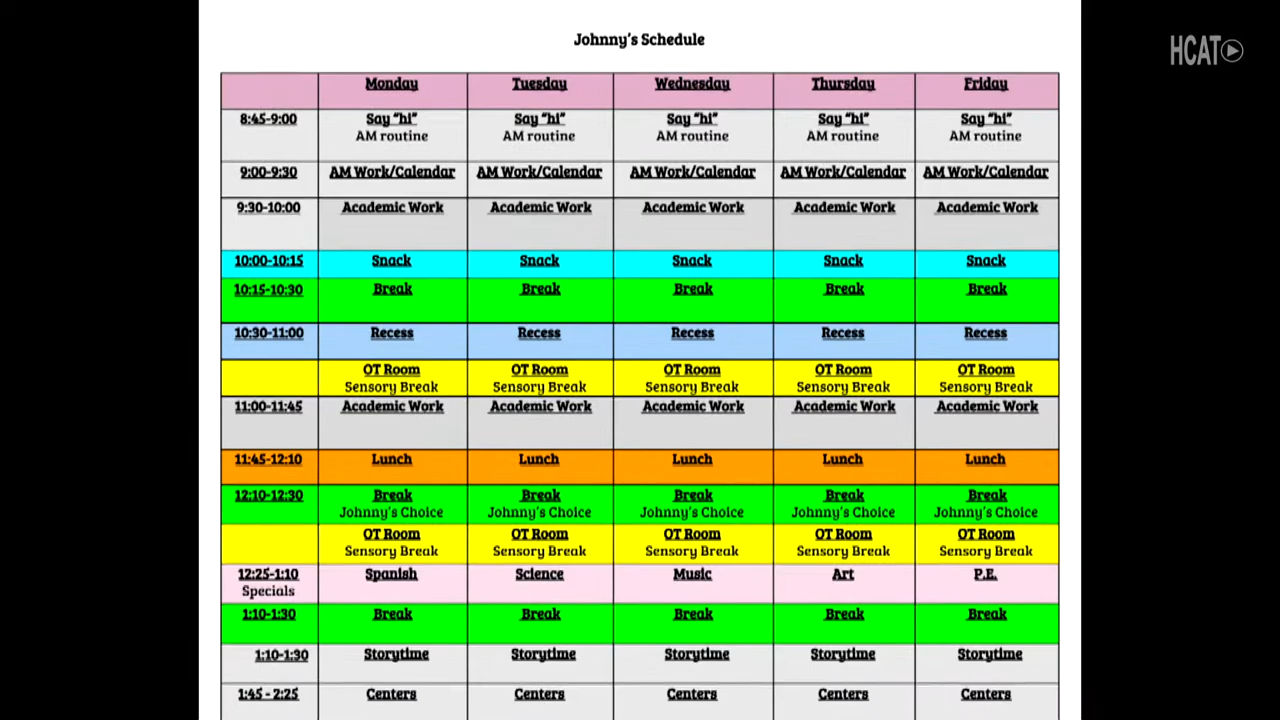 Johnny's Schedule
HCAT
Monday Tuesday Wednesday Thursday Friday
8:45-9:00 Say "hi" Say "hi" Say "hi" Say "hi" Say "hi"
AM routine AM routine AM routine AM routine AM routine
9:00-9:30 AM Work/Calendar AM Work/Calendar AM Work/Calendar AM Work/Calendar AM Work/Calendar
9:30-10:00 Academic Work Academic Work Academic Work Academic Work Academic Work
10:00-10:15 Snack Snack Snack Snack Snack
10:15-10:30 Break Break Break Break Break
10:30-11:00 Recess Recess Recess Recess Recess
OT Room OT Room OT Room OT Room OT Room
Sensory Break Sensory Break Sensory Break Sensory Break Sensory Break
11:00-11:45 Academic Work Academic Work Academic Work Academic Work Academic Work
11:45-12:10 Lunch Lunch Lunch Lunch Lunch
12:10-12:30 Break Break Break Break Break
Johnny's Choice Johnny's Choice Johnny's Choice Johnny's Choice Johnny's Choice
OT Room OT Room OT Room OT Room OT Room
Sensory Break Sensory Break Sensory Break Sensory Break Sensory Break
12:25-1:10 Spanish Science Music Art P.E.
Specials
1:10-1:30 Break Break Break Break Break
1:10-1:30 Storytime Storytime Storytime Storytime Storytime
1:45 - 2:25 Centers Centers Centers Centers Centers